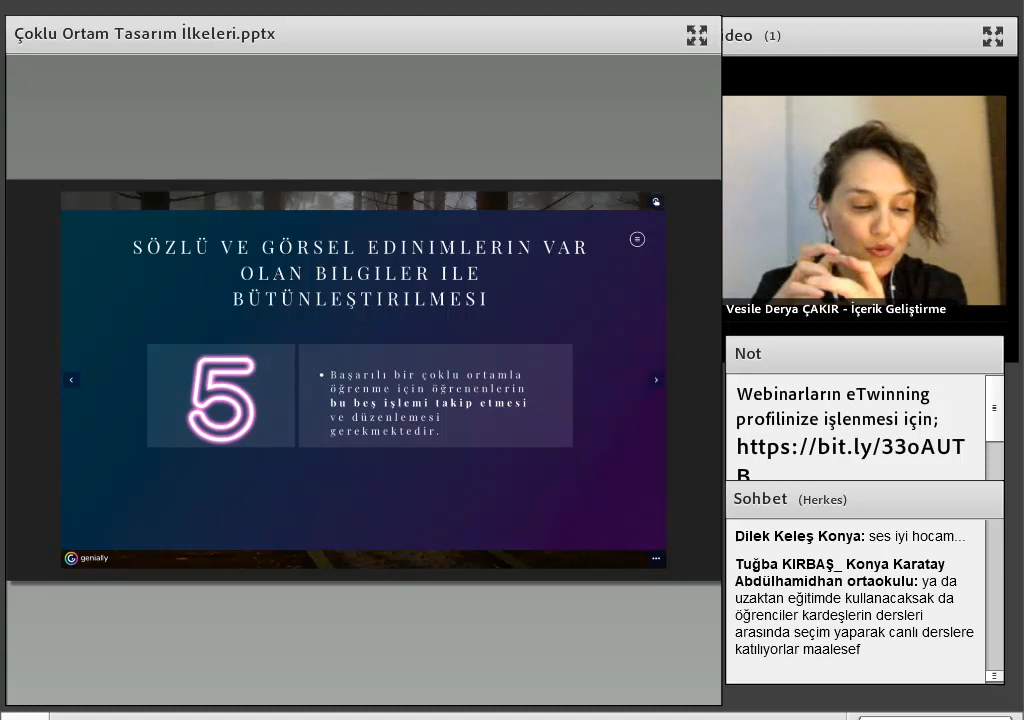 Çoklu Ortam Tasarım İlkeleri.pptx
ideo (1)
SÖZLÜ VE GÖRSEL EDINIMLERIN VAR
OLAN BILGILER ILE
BÜTÜNLEŞTIRILMESI
5
• Başarılı bir çoklu ortamla
öğrenme için öğrenenlerin
bu beş işlemi takip etmesi
ve düzenlemesi
gerekmektedir.
genially
Vesile Derya ÇAKIR - İçerik Geliştirme
Not
Webinarların eTwinning
profilinize işlenmesi için;
https://bit.ly/33oAUT
B
Sohbet (Herkes)
Dilek Keleş Konya: ses iyi hocam...
Tuğba KIRBAŞ_ Konya Karatay
Abdülhamidhan ortaokulu: ya da
uzaktan eğitimde kullanacaksak da
öğrenciler kardeşlerin dersleri
arasında seçim yaparak canlı derslere
katılıyorlar maalesef